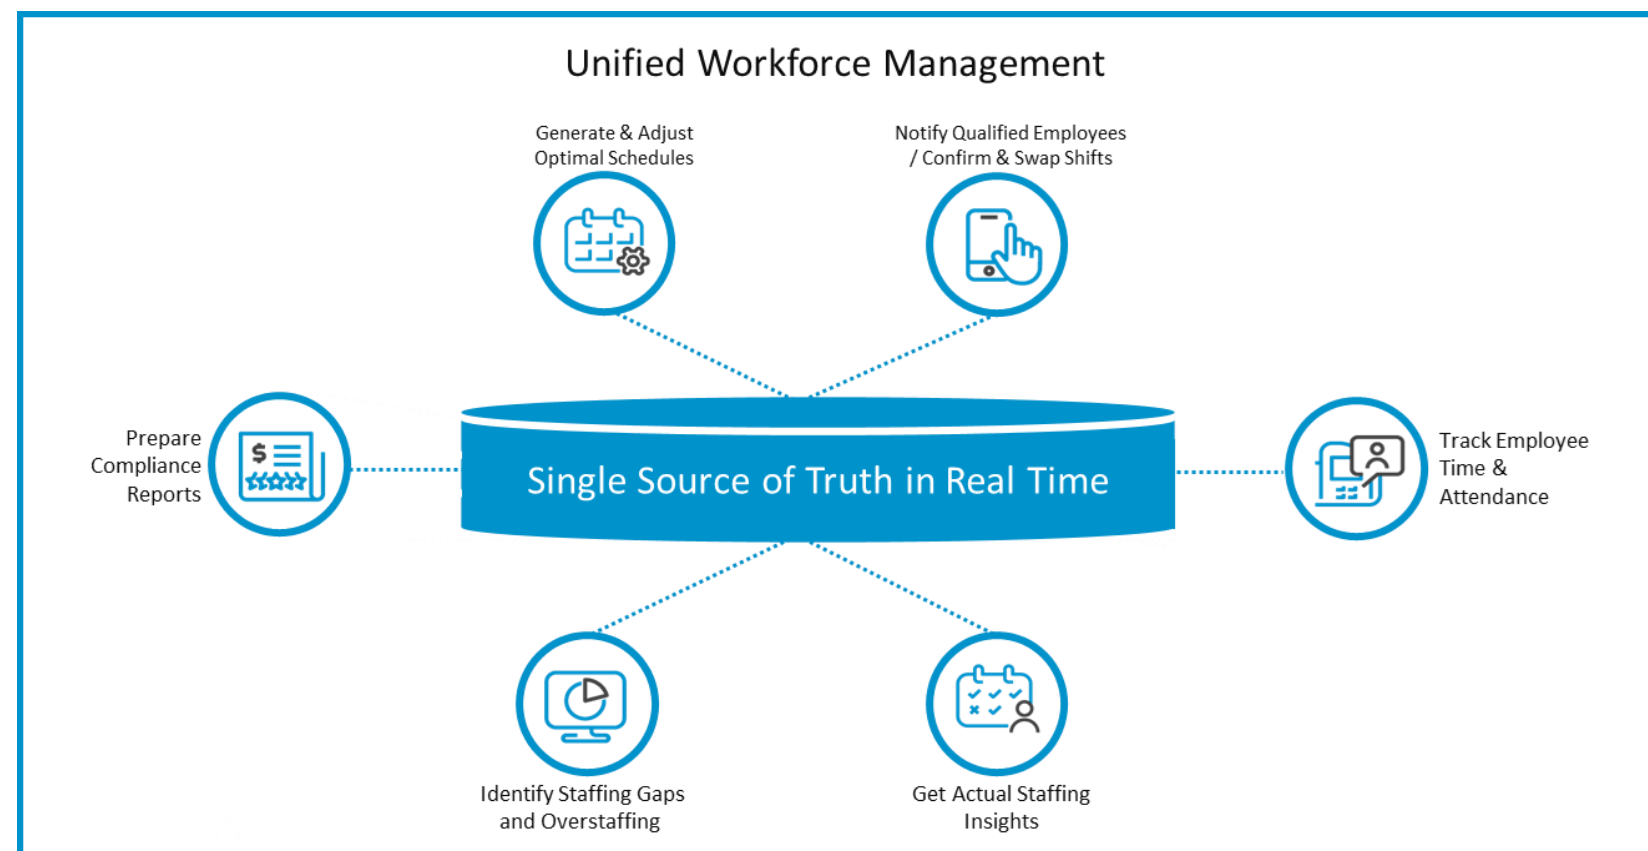 Unified Workforce Management
Generate & Adjust
Optimal Schedules
Notify Qualified Employees
/ Confirm & Swap Shifts
Prepare
Compliance
Reports
$
Single Source of Truth in Real Time
Track Employee
Time &
Attendance
Identify Staffing Gaps
and Overstaffing
Get Actual Staffing
Insights